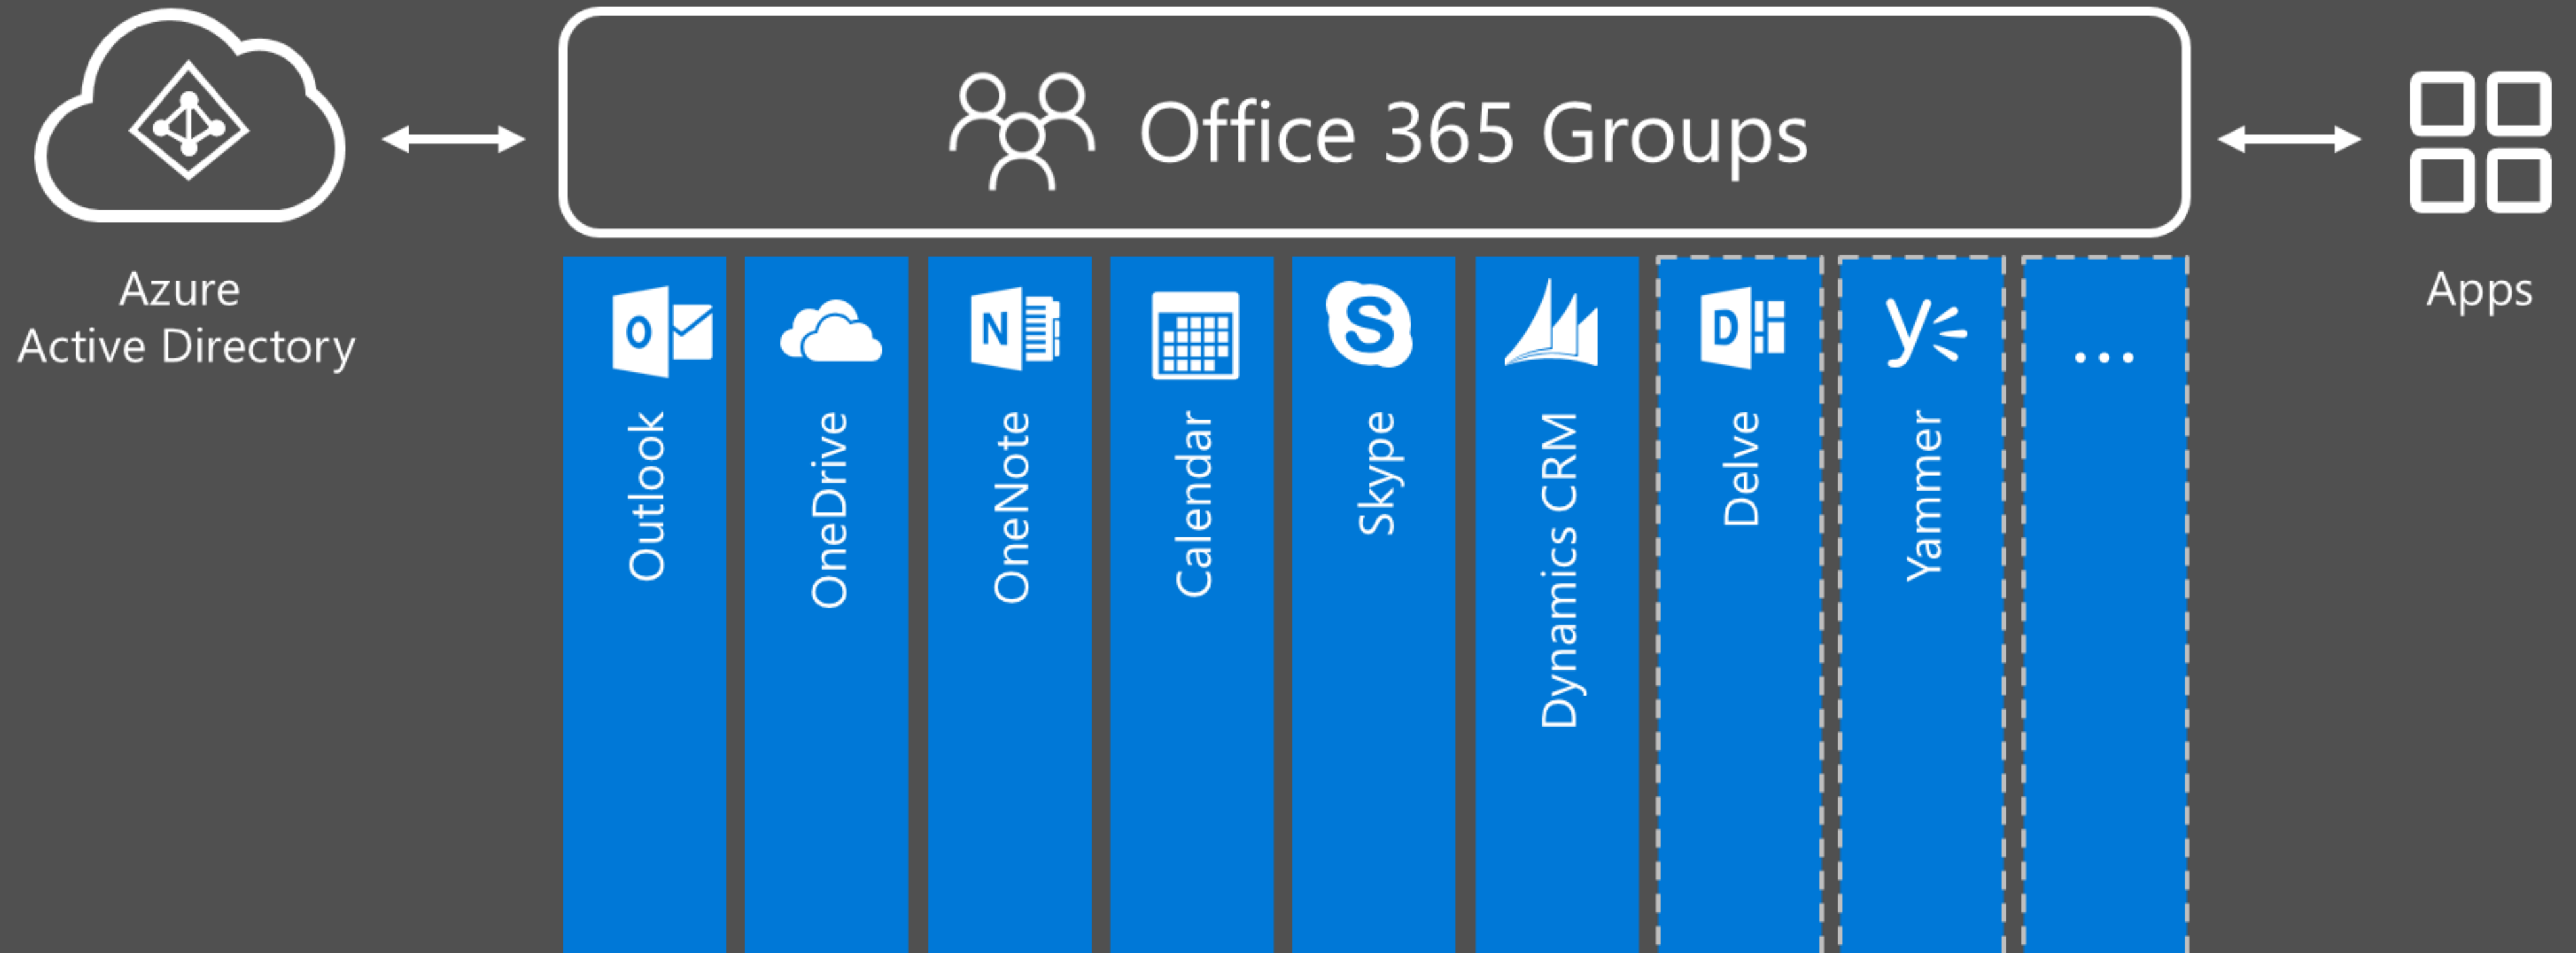 Office 365 Groups
Azure
Active Directory
Apps
Outlook
OneDrive
OneNote
Calendar
Skype
Dynamics CRM
Delve
Yammer
...